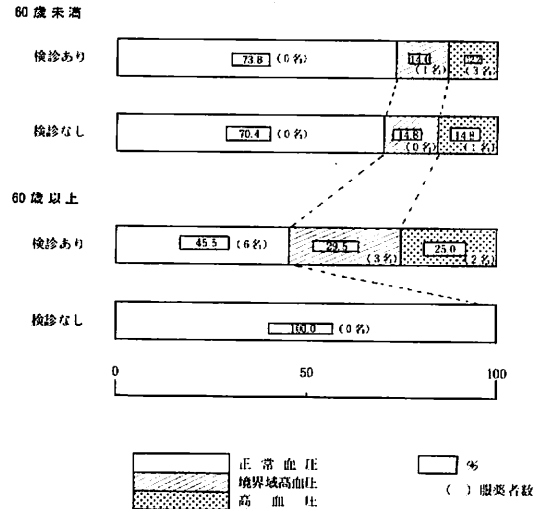 60歳未満
検診あり
73.8 (0名)
14.0
(1名)
12.2
(3名)
検診なし
70.4 (0名)
14.8
(0名)
14.8
(1名)
60歳以上
検診あり
45.5 (6名)
29.5
(3名)
25.0
(2名)
検診なし
100.0 (0名)
0 50 100
正常血圧
境界域高血圧
高血圧
%
( ) 服薬者数